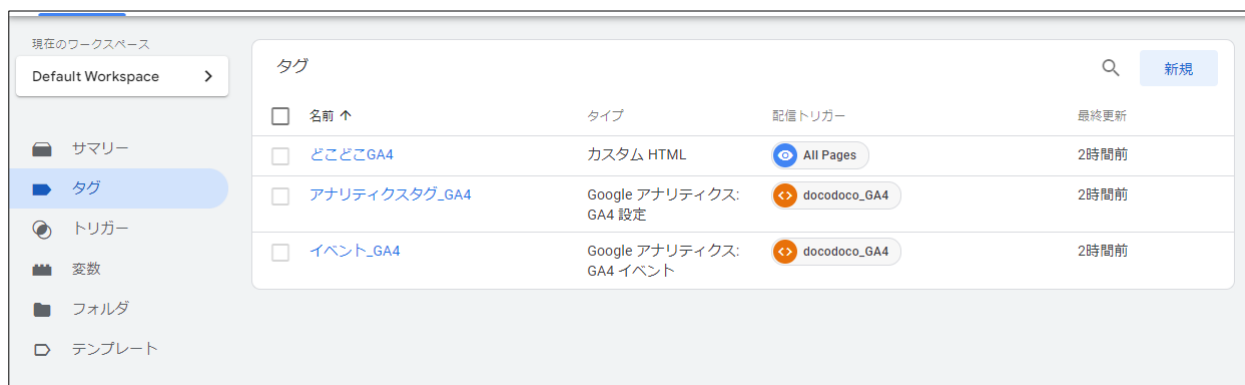 現在のワークスペース
Default Workspace
サマリー
タグ
トリガー
変数
フォルダ
テンプレート
タグ
新規
名前 タイプ 配信トリガー 最終更新
どこどこGA4 カスタム HTML All Pages 2時間前
アナリティクスタグ_GA4 Google アナリティクス: docodoco_GA4 2時間前
GA4 設定
イベント_GA4 Google アナリティクス: docodoco_GA4 2時間前
GA4 イベント